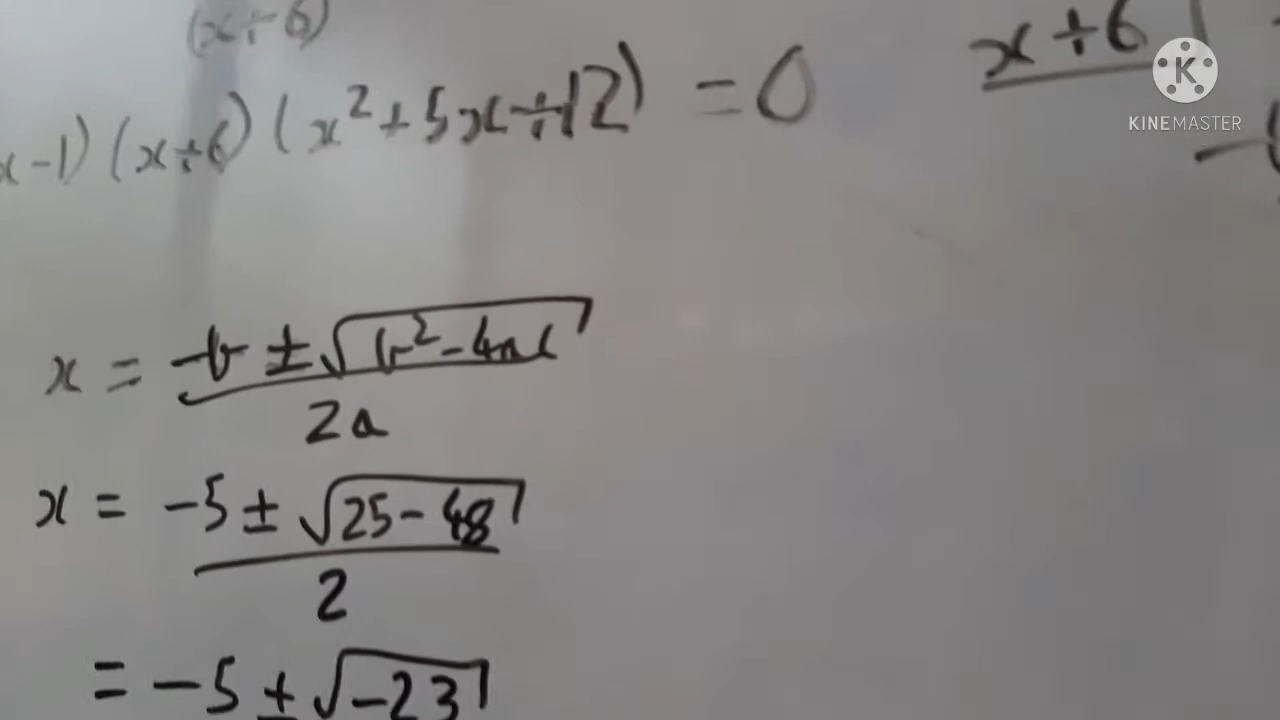 (x+6)
x-1)(x+6)(x²+5x+12) = 0
x+6
K
KINEMASTER
x = -b ± √b²-4ac
2a
x = -5 ± √25-48
2
= -5 ± √-23